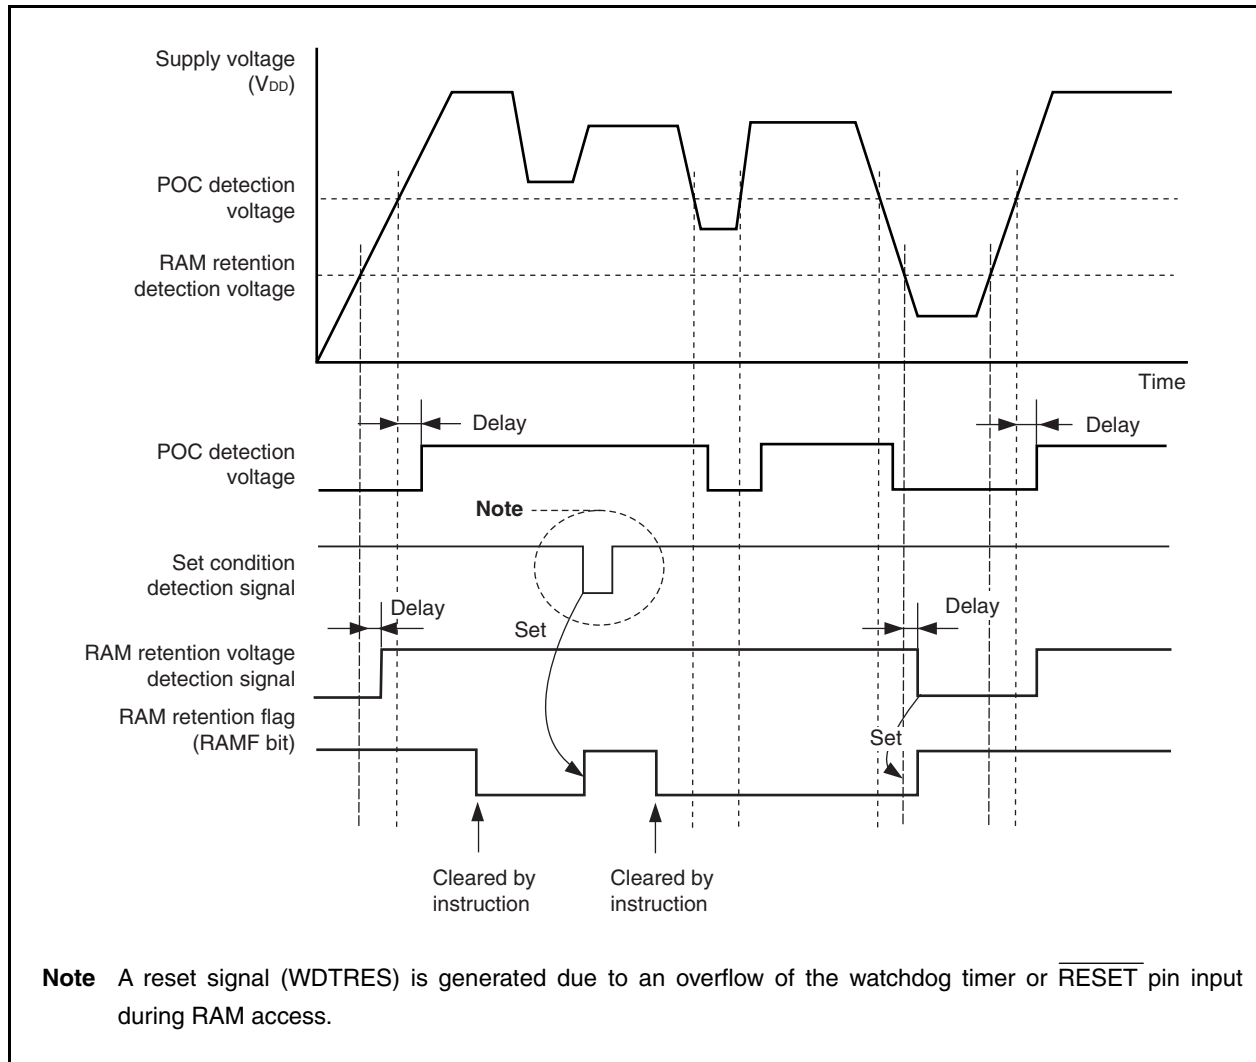 Supply voltage
(VDD)
POC detection
voltage
RAM retention
detection voltage
Time
Delay
Delay
POC detection
voltage
Note
Set condition
detection signal
Delay
Delay
Set
RAM retention voltage
detection signal
RAM retention flag
(RAMF bit)
Set
Cleared by
instruction
Cleared by
instruction
Note A reset signal (WDTRES) is generated due to an overflow of the watchdog timer or RESET pin input
during RAM access.